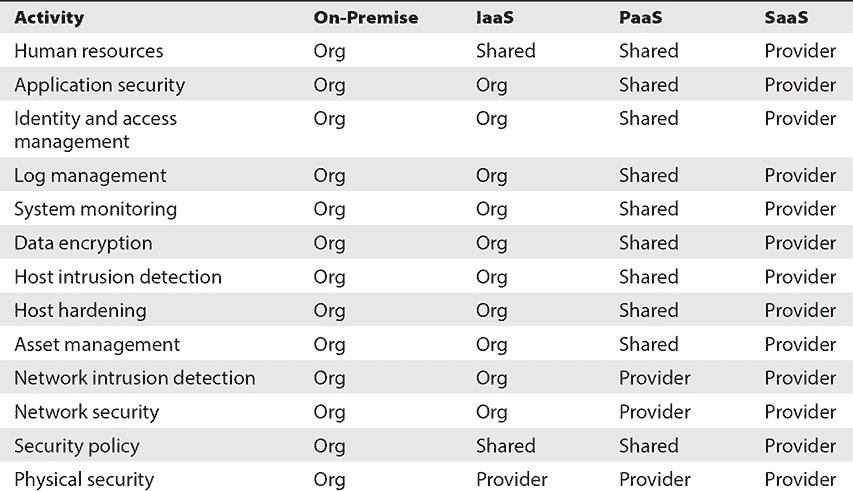 Activity On-Premise IaaS PaaS SaaS
Human resources Org Shared Shared Provider
Application security Org Org Shared Provider
Identity and access Org Org Shared Provider
management
Log management Org Org Shared Provider
System monitoring Org Org Shared Provider
Data encryption Org Org Shared Provider
Host intrusion detection Org Org Shared Provider
Host hardening Org Org Shared Provider
Asset management Org Org Shared Provider
Network intrusion detection Org Org Provider Provider
Network security Org Org Provider Provider
Security policy Org Shared Shared Provider
Physical security Org Provider Provider Provider